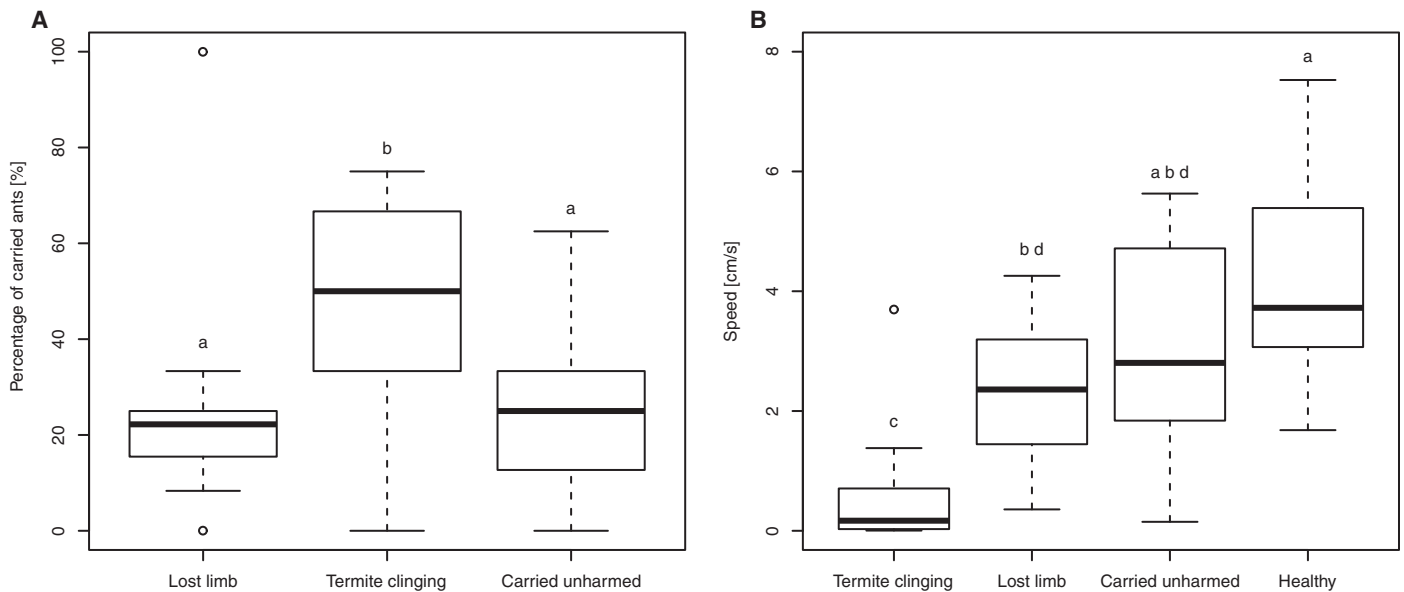 A
Percentage of carried ants [%]
100
80
60
40
20
0
a
b
a
Lost limb
Termite clinging
Carried unharmed
B
Speed [cm/s]
8
6
4
2
0
c
b d
a b d
a
Termite clinging
Lost limb
Carried unharmed
Healthy